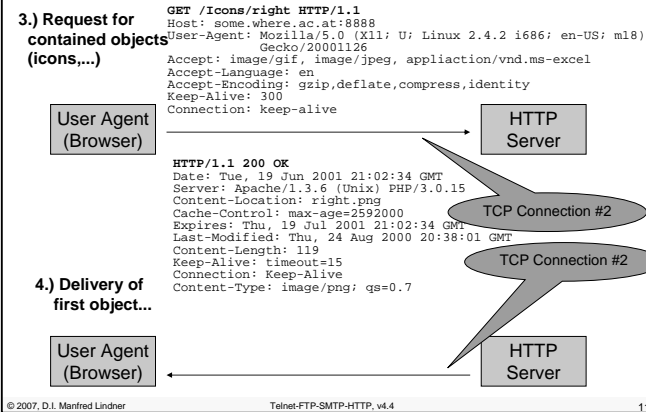 3.) Request for
contained objects
(icons,...)
GET /Icons/right HTTP/1.1
Host: some.where.ac.at:8888
User-Agent: Mozilla/5.0 (X11; U; Linux 2.4.2 i686; en-US; m18)
Gecko/20001126
Accept: image/gif, image/jpeg, appliaction/vnd.ms-excel
Accept-Language: en
Accept-Encoding: gzip,deflate,compress,identity
Keep-Alive: 300
Connection: keep-alive
User Agent
(Browser)
HTTP
Server
HTTP/1.1 200 OK
Date: Tue, 19 Jun 2001 21:02:34 GMT
Server: Apache/1.3.6 (Unix) PHP/3.0.15
Content-Location: right.png
Cache-Control: max-age=2592000
Expires: Thu, 19 Jul 2001 21:02:34 GMT
Last-Modified: Thu, 24 Aug 2000 20:38:01 GMT
Content-Length: 119
Keep-Alive: timeout=15
Connection: Keep-Alive
Content-Type: image/png; qs=0.7
TCP Connection #2
TCP Connection #2
4.) Delivery of
first object...
User Agent
(Browser)
HTTP
Server
© 2007, D.I. Manfred Lindner
Telnet-FTP-SMTP-HTTP, v4.4